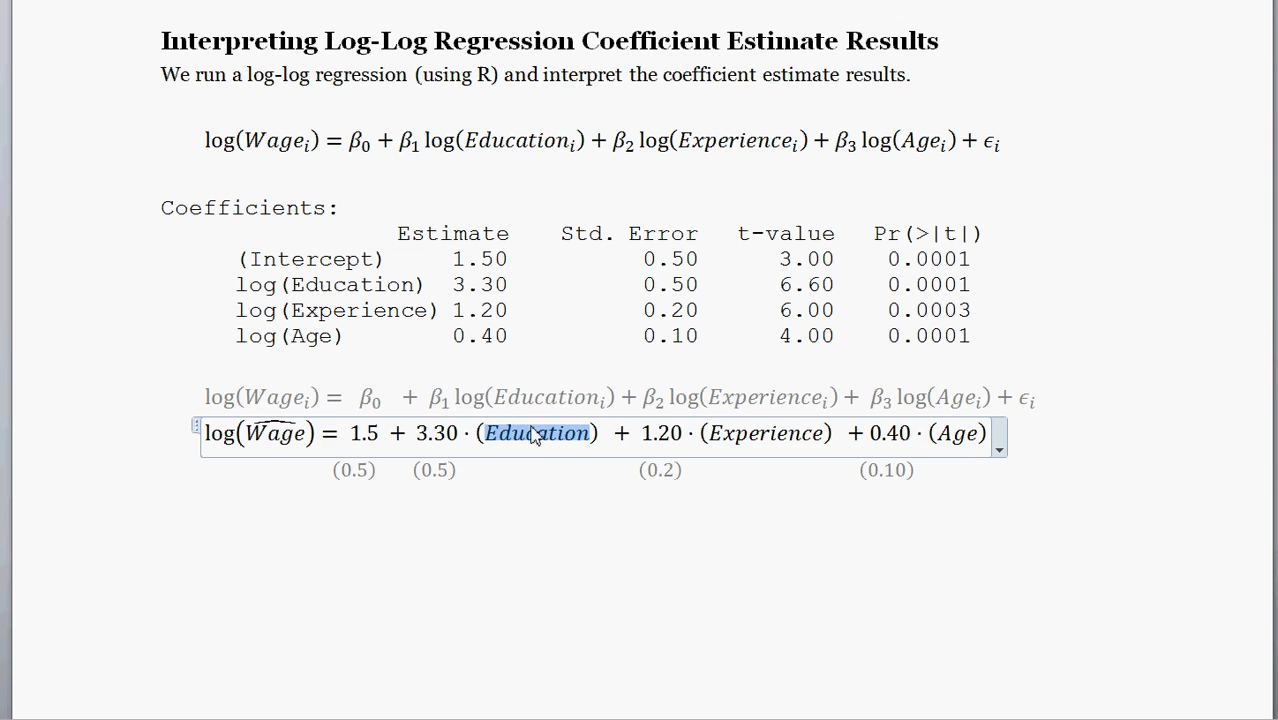 Interpreting Log-Log Regression Coefficient Estimate Results
We run a log-log regression (using R) and interpret the coefficient estimate results.
log(Wageᵢ) = β₀ + β₁ log(Educationᵢ) + β₂ log(Experienceᵢ) + β₃ log(Ageᵢ) + ϵᵢ
Coefficients:
Estimate Std. Error t-value Pr(>|t|)
(Intercept) 1.50 0.50 3.00 0.0001
log(Education) 3.30 0.50 6.60 0.0001
log(Experience) 1.20 0.20 6.00 0.0003
log(Age) 0.40 0.10 4.00 0.0001
log(Wageᵢ) = β₀ + β₁ log(Educationᵢ) + β₂ log(Experienceᵢ) + β₃ log(Ageᵢ) + ϵᵢ
log(Wage) = 1.5 + 3.30 · (Education) + 1.20 · (Experience) + 0.40 · (Age)
(0.5) (0.5) (0.2) (0.10)